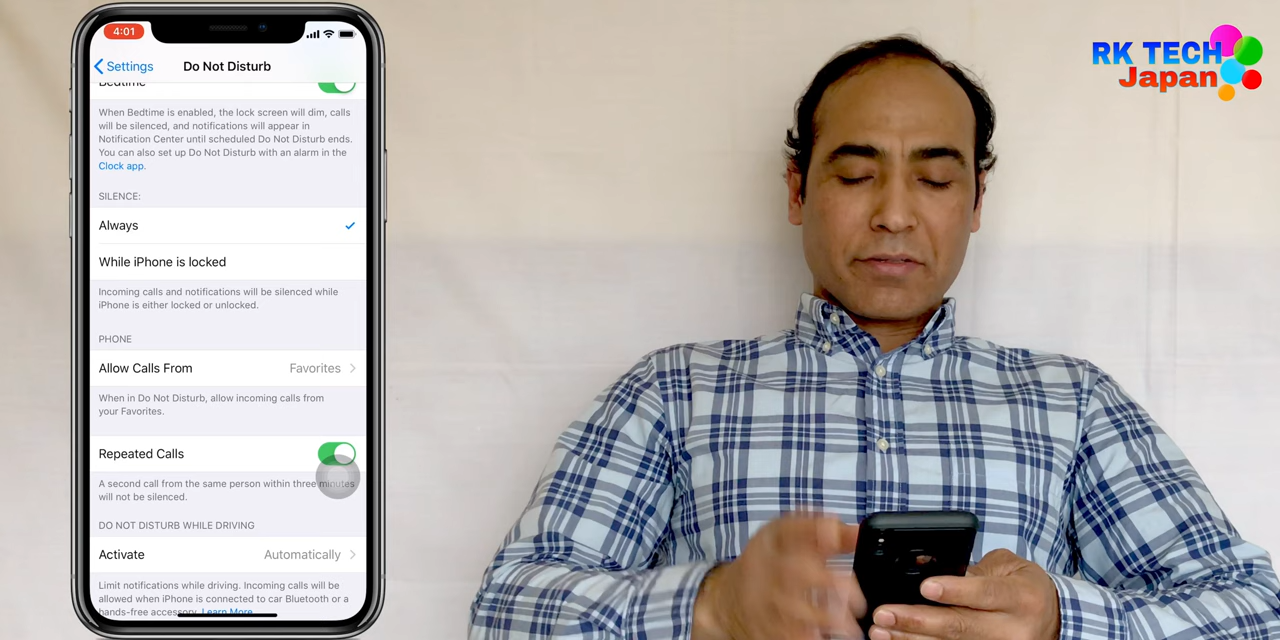 4:01
Settings
Do Not Disturb
Bedtime
When Bedtime is enabled, the lock screen will dim, calls
will be silenced, and notifications will appear in
Notification Center until scheduled Do Not Disturb ends.
You can also set up Do Not Disturb with an alarm in the
Clock app.
SILENCE:
Always
While iPhone is locked
Incoming calls and notifications will be silenced while
iPhone is either locked or unlocked.
PHONE
Allow Calls From Favorites
When in Do Not Disturb, allow incoming calls from
your Favorites.
Repeated Calls
A second call from the same person within three minutes
will not be silenced.
DO NOT DISTURB WHILE DRIVING
Activate Automatically
Limit notifications while driving. Incoming calls will be
allowed when iPhone is connected to car Bluetooth or a
hands-free accessory. Learn More
RK TECH
Japan